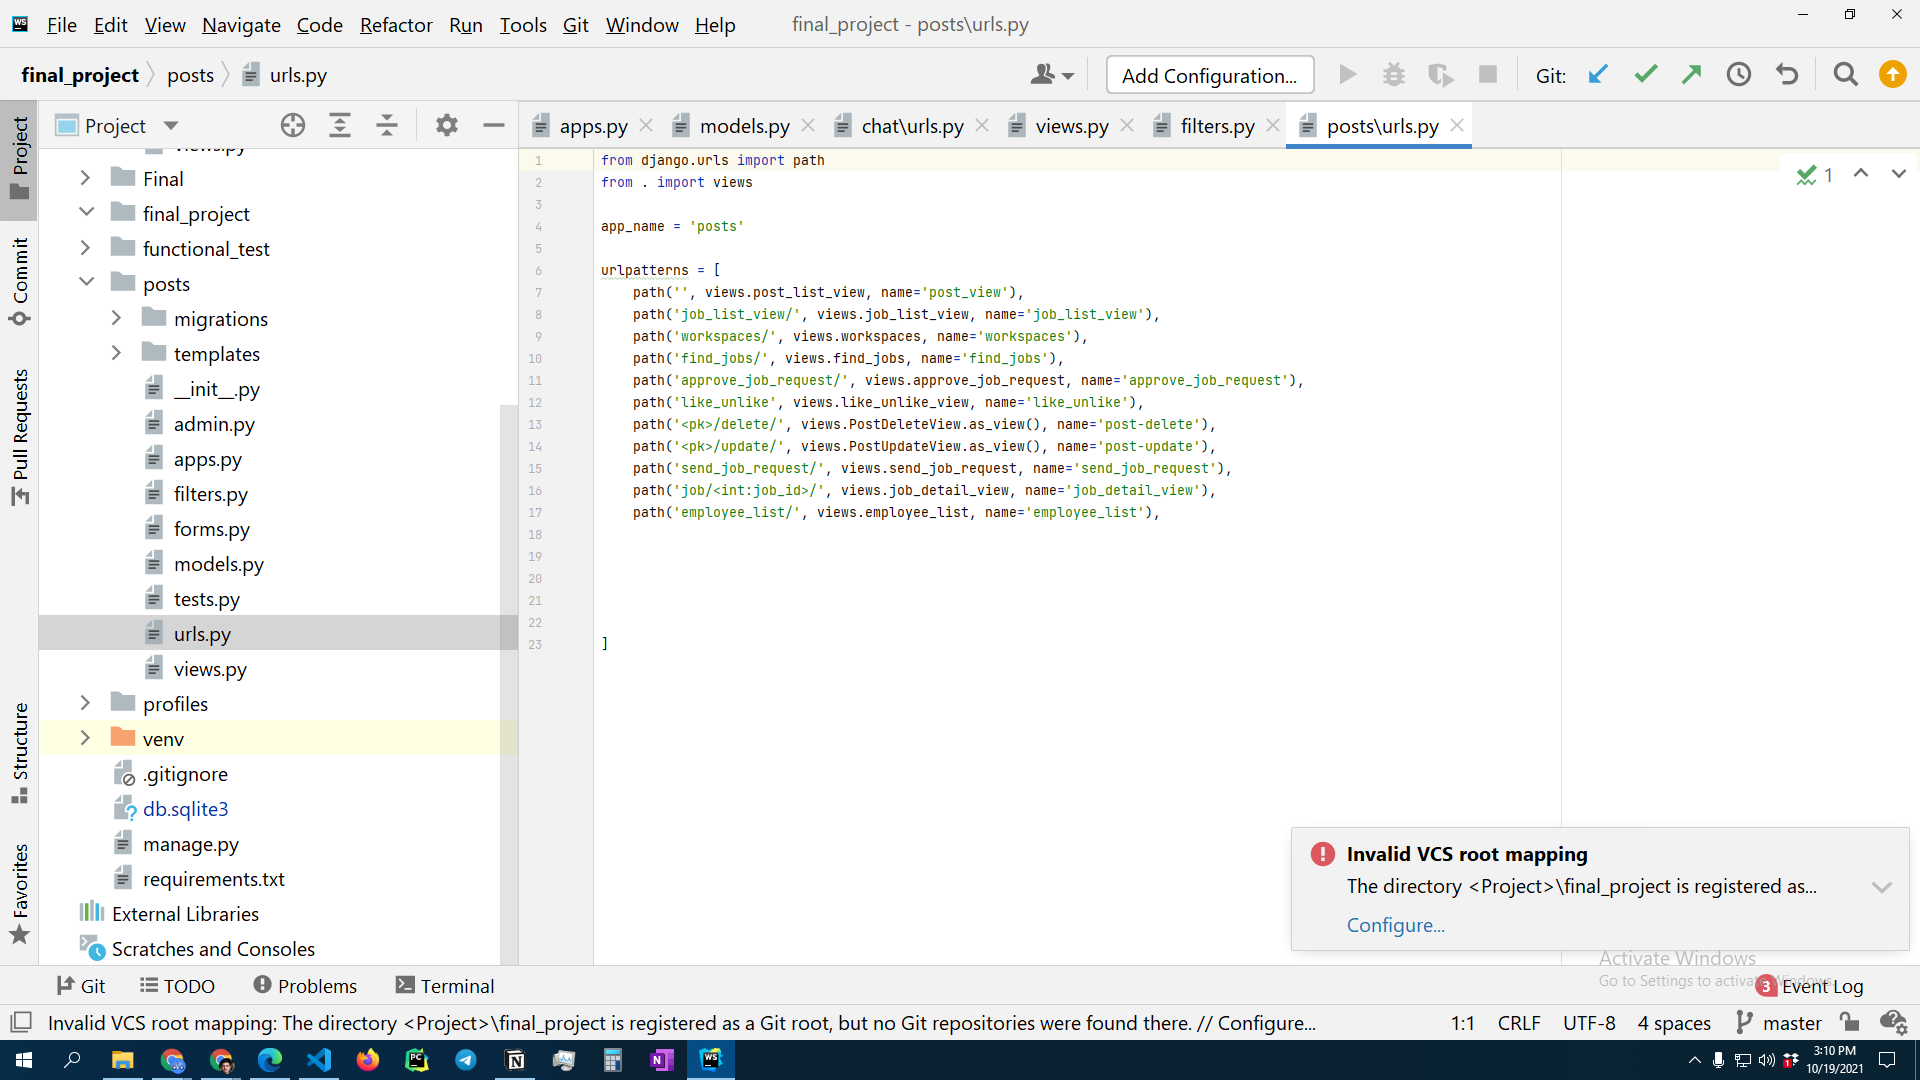 File Edit View Navigate Code Refactor Run Tools Git Window Help final_project - posts\urls.py
final_project posts urls.py Add Configuration... Git:
Project apps.py models.py chat\urls.py views.py filters.py posts\urls.py
Project
Commit
Pull Requests
Structure
Favorites
views.py
Final
final_project
functional_test
posts
migrations
templates
__init__.py
admin.py
apps.py
filters.py
forms.py
models.py
tests.py
urls.py
views.py
profiles
venv
.gitignore
db.sqlite3
manage.py
requirements.txt
External Libraries
Scratches and Consoles
1 from django.urls import path
2 from . import views
3
4 app_name = 'posts'
5
6 urlpatterns = [
7 path('', views.post_list_view, name='post_view'),
8 path('job_list_view/', views.job_list_view, name='job_list_view'),
9 path('workspaces/', views.workspaces, name='workspaces'),
10 path('find_jobs/', views.find_jobs, name='find_jobs'),
11 path('approve_job_request/', views.approve_job_request, name='approve_job_request'),
12 path('like_unlike', views.like_unlike_view, name='like_unlike'),
13 path('<pk>/delete/', views.PostDeleteView.as_view(), name='post-delete'),
14 path('<pk>/update/', views.PostUpdateView.as_view(), name='post-update'),
15 path('send_job_request/', views.send_job_request, name='send_job_request'),
16 path('job/<int:job_id>/', views.job_detail_view, name='job_detail_view'),
17 path('employee_list/', views.employee_list, name='employee_list'),
18
19
20
21
22
23 ]
1
Invalid VCS root mapping
The directory <Project>\final_project is registered as...
Configure...
Activate Windows
Go to Settings to activate Windows.
Git TODO Problems Terminal 3 Event Log
Invalid VCS root mapping: The directory <Project>\final_project is registered as a Git root, but no Git repositories were found there. // Configure... 1:1 CRLF UTF-8 4 spaces master
3:10 PM
10/19/2021